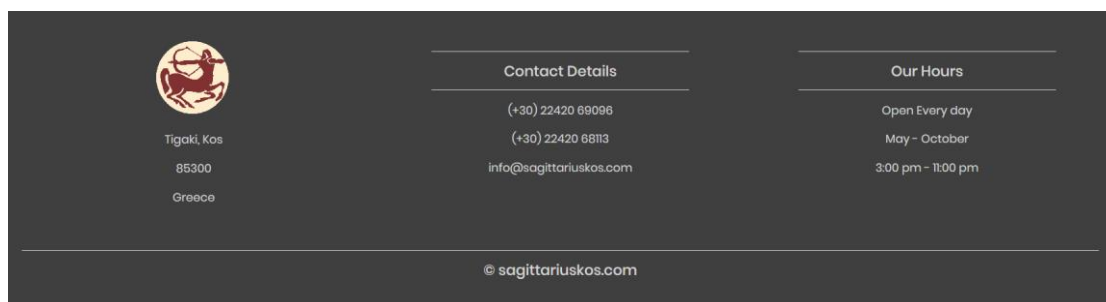 Tigaki, Kos
85300
Greece
Contact Details
(+30) 22420 69096
(+30) 22420 68113
info@sagittariuskos.com
Our Hours
Open Every day
May - October
3:00 pm - 11:00 pm
© sagittariuskos.com